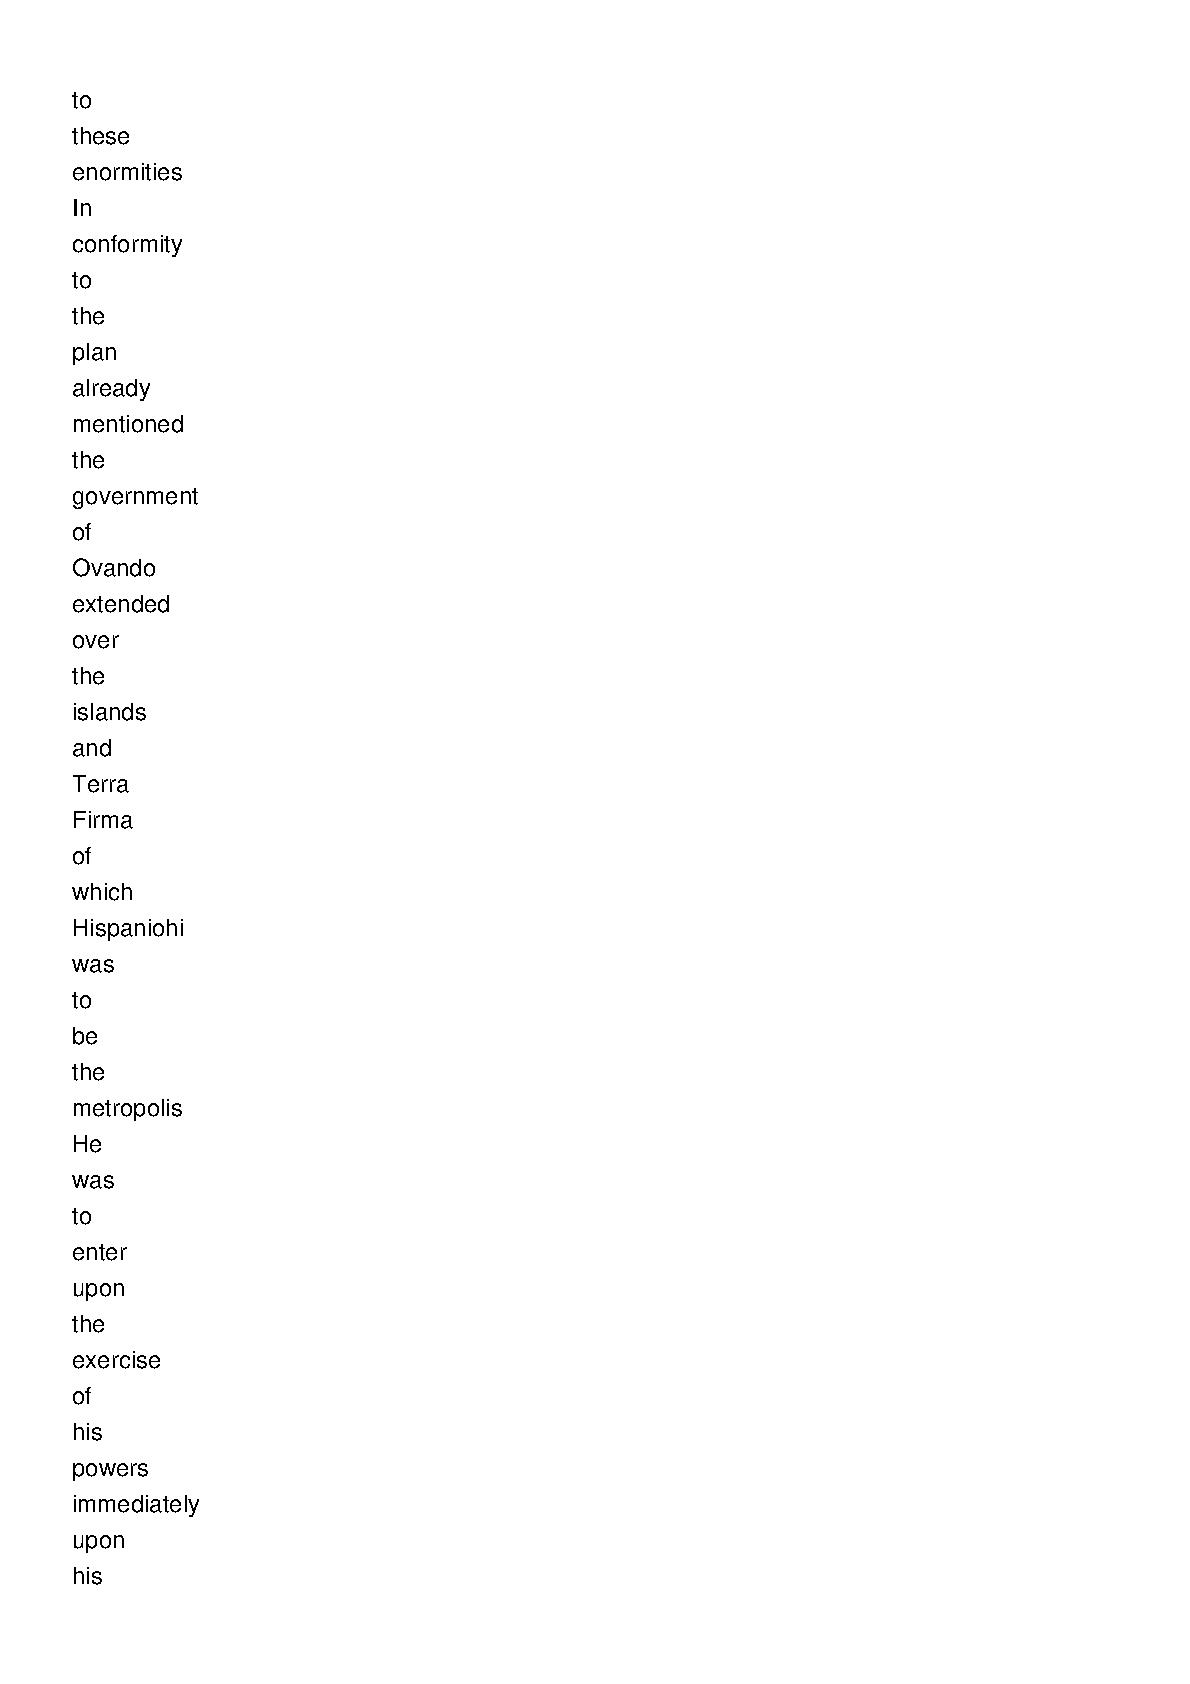 to
these
enormities
In
conformity
to
the
plan
already
mentioned
the
government
of
Ovando
extended
over
the
islands
and
Terra
Firma
of
which
Hispaniohi
was
to
be
the
metropolis
He
was
to
enter
upon
the
exercise
of
his
powers
immediately
upon
his